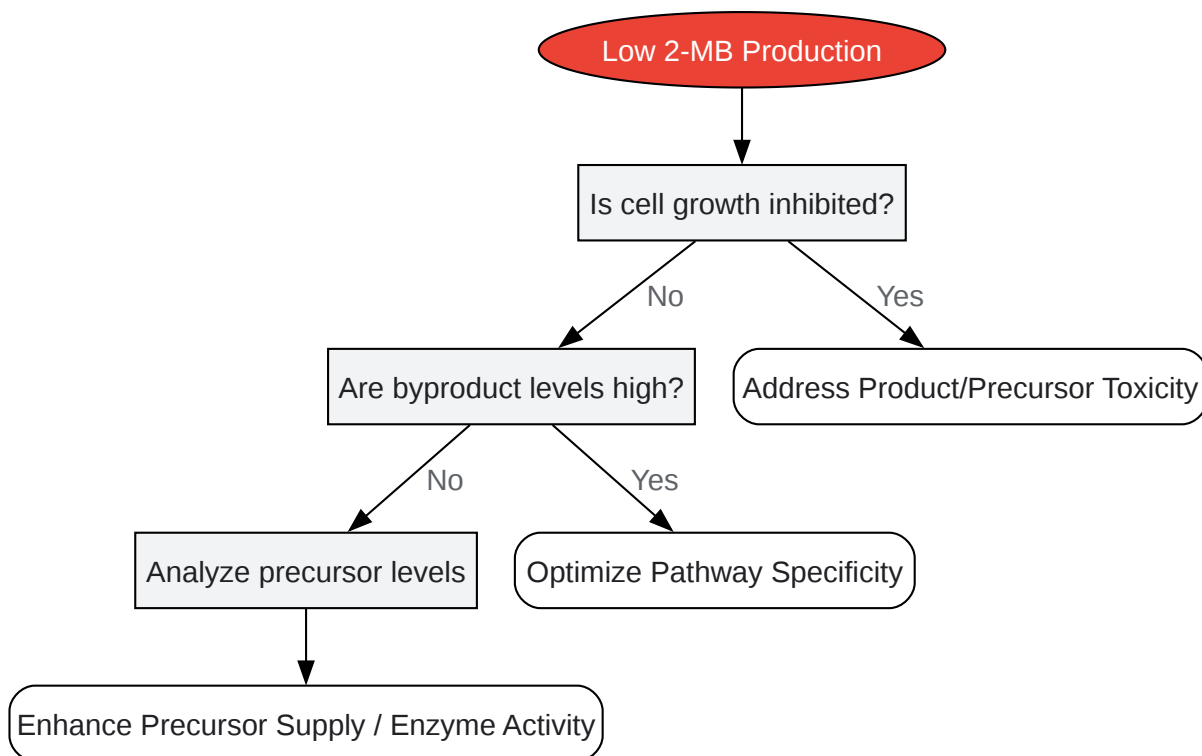 Low 2-MB Production
Is cell growth inhibited?
No
Yes
Are byproduct levels high?
Address Product/Precursor Toxicity
No
Yes
Analyze precursor levels
Optimize Pathway Specificity
Enhance Precursor Supply / Enzyme Activity